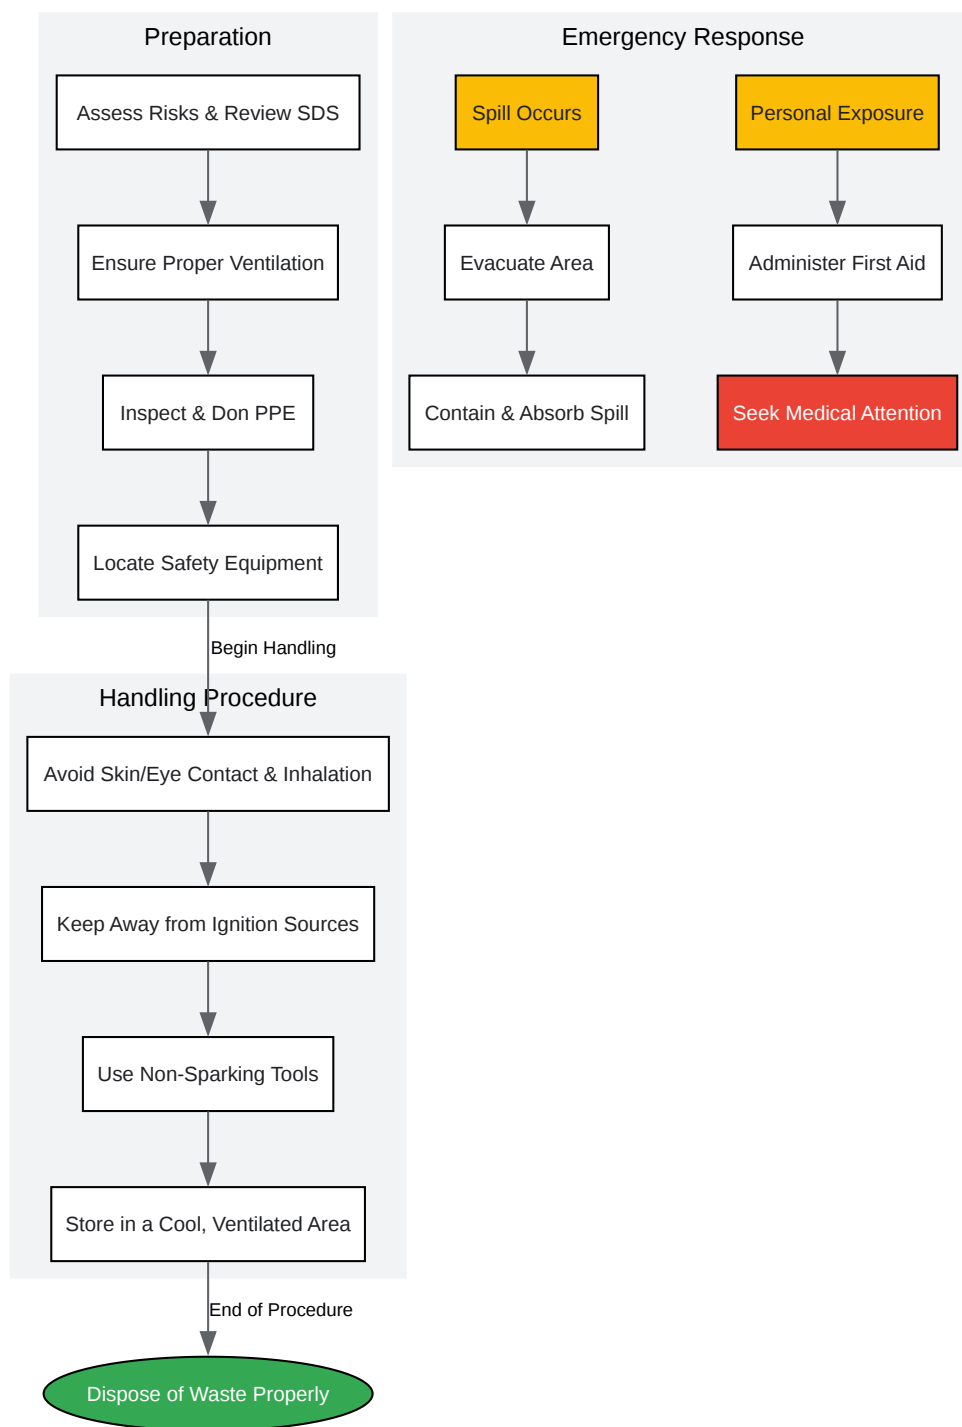 Preparation
Assess Risks & Review SDS
Ensure Proper Ventilation
Inspect & Don PPE
Locate Safety Equipment
Begin Handling
Handling Procedure
Avoid Skin/Eye Contact & Inhalation
Keep Away from Ignition Sources
Use Non-Sparking Tools
Store in a Cool, Ventilated Area
End of Procedure
Dispose of Waste Properly
Emergency Response
Spill Occurs
Evacuate Area
Contain & Absorb Spill
Personal Exposure
Administer First Aid
Seek Medical Attention